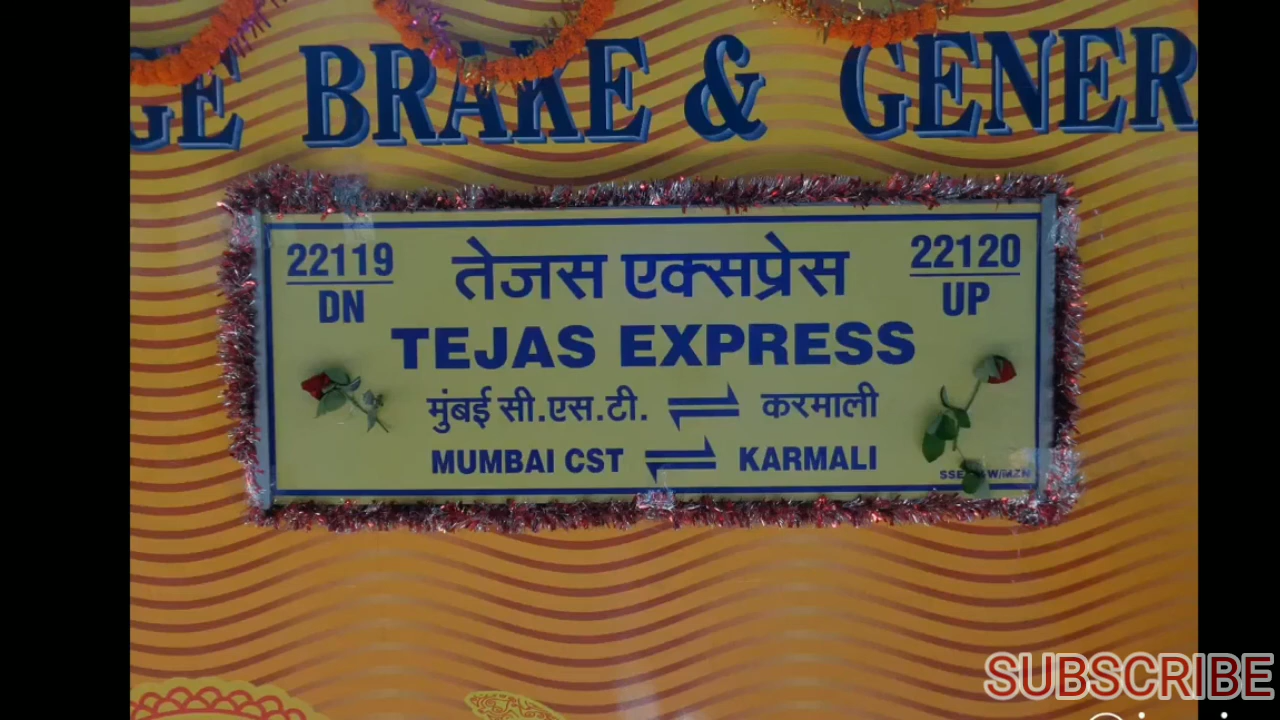 GE BRAKE & GENER
22119
DN
तेजस एक्सप्रेस
22120
UP
TEJAS EXPRESS
मुंबई सी.एस.टी. ⇌ करमाली
MUMBAI CST ⇌ KARMALI
SUBSCRIBE